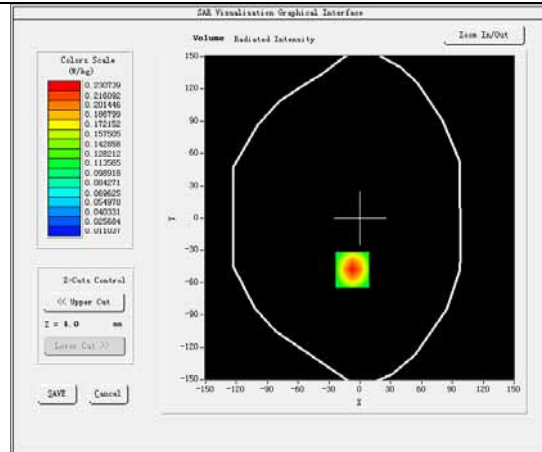 SAR Visualisation Graphical Interface
Volume Radiated Intensity
Zoom In/Out
Colors Scale
(W/kg)
0.230739
0.216092
0.201446
0.186799
0.172152
0.157505
0.142858
0.128212
0.113565
0.098918
0.084271
0.069625
0.054978
0.040331
0.025684
0.011037
Z-Cuts Control
<< Upper Cut
Z = 4.0 mm
Lower Cut >>
SAVE
Cancel
150
120
90
60
30
0
-30
-60
-90
-120
-150
Y
-150 -120 -90 -60 -30 0 30 60 90 120 150
X